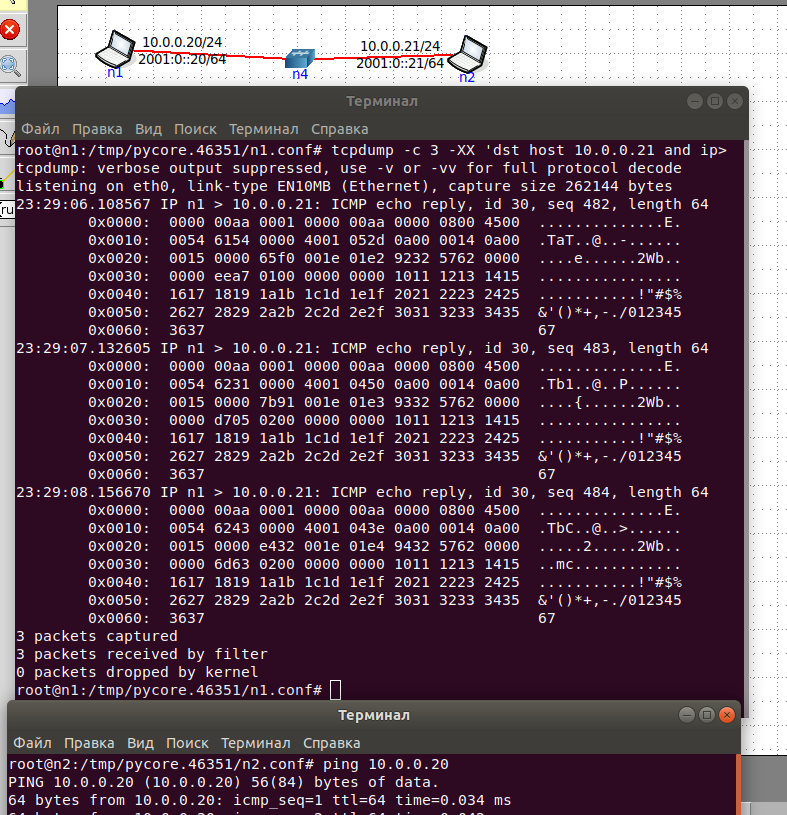 10.0.0.20/24
10.0.0.21/24
2001:0::20/64
2001:0::21/64
n1
n4
n2
Терминал
Файл Правка Вид Поиск Терминал Справка
root@n1:/tmp/pycore.46351/n1.conf# tcpdump -c 3 -XX 'dst host 10.0.0.21 and ip>
tcpdump: verbose output suppressed, use -v or -vv for full protocol decode
listening on eth0, link-type EN10MB (Ethernet), capture size 262144 bytes
23:29:06.108567 IP n1 > 10.0.0.21: ICMP echo reply, id 30, seq 482, length 64
0x0000:  0000 00aa 0001 0000 00aa 0000 0800 4500  ..............E.
0x0010:  0054 6154 0000 4001 052d 0a00 0014 0a00  .TaT..@..-......
0x0020:  0015 0000 65f0 001e 01e2 9232 5762 0000  ....e......2Wb..
0x0030:  0000 eea7 0100 0000 0000 1011 1213 1415  ................
0x0040:  1617 1819 1a1b 1c1d 1e1f 2021 2223 2425  ...........!"#$%
0x0050:  2627 2829 2a2b 2c2d 2e2f 3031 3233 3435  &'()*+,-./012345
0x0060:  3637  67
23:29:07.132605 IP n1 > 10.0.0.21: ICMP echo reply, id 30, seq 483, length 64
0x0000:  0000 00aa 0001 0000 00aa 0000 0800 4500  ..............E.
0x0010:  0054 6231 0000 4001 0450 0a00 0014 0a00  .Tb1..@..P......
0x0020:  0015 0000 7b91 001e 01e3 9332 5762 0000  ....{......2Wb..
0x0030:  0000 d705 0200 0000 0000 1011 1213 1415  ................
0x0040:  1617 1819 1a1b 1c1d 1e1f 2021 2223 2425  ...........!"#$%
0x0050:  2627 2829 2a2b 2c2d 2e2f 3031 3233 3435  &'()*+,-./012345
0x0060:  3637  67
23:29:08.156670 IP n1 > 10.0.0.21: ICMP echo reply, id 30, seq 484, length 64
0x0000:  0000 00aa 0001 0000 00aa 0000 0800 4500  ..............E.
0x0010:  0054 6243 0000 4001 043e 0a00 0014 0a00  .TbC..@..>......
0x0020:  0015 0000 e432 001e 01e4 9432 5762 0000  .....2.....2Wb..
0x0030:  0000 6d63 0200 0000 0000 1011 1213 1415  ..mc............
0x0040:  1617 1819 1a1b 1c1d 1e1f 2021 2223 2425  ...........!"#$%
0x0050:  2627 2829 2a2b 2c2d 2e2f 3031 3233 3435  &'()*+,-./012345
0x0060:  3637  67
3 packets captured
3 packets received by filter
0 packets dropped by kernel
root@n1:/tmp/pycore.46351/n1.conf#
Терминал
Файл Правка Вид Поиск Терминал Справка
root@n2:/tmp/pycore.46351/n2.conf# ping 10.0.0.20
PING 10.0.0.20 (10.0.0.20) 56(84) bytes of data.
64 bytes from 10.0.0.20: icmp_seq=1 ttl=64 time=0.034 ms